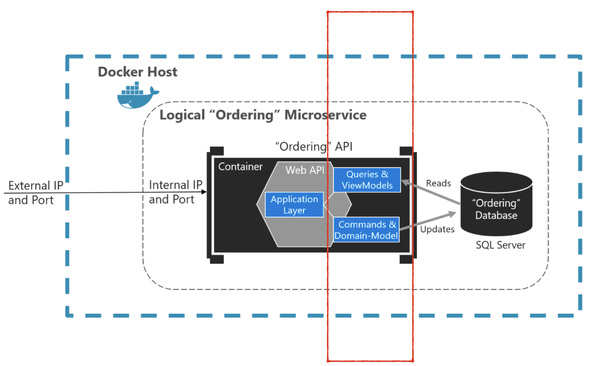 Docker Host
Logical “Ordering” Microservice
“Ordering” API
Container
Web API
Queries &
ViewModels
External IP
and Port
Internal IP
and Port
Application
Layer
Reads
“Ordering”
Database
Commands &
Domain-Model
Updates
SQL Server